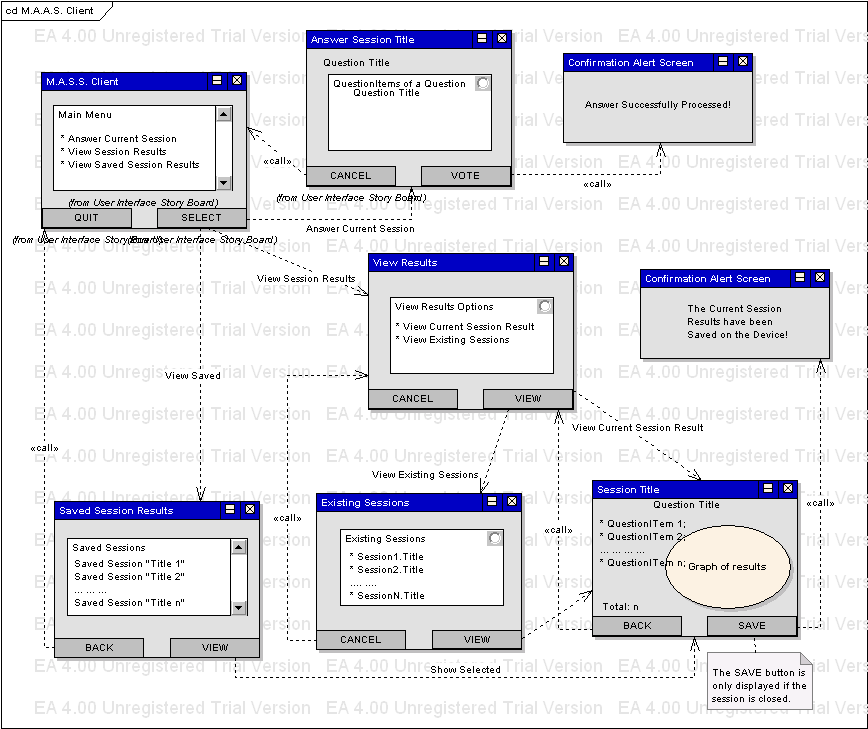 cd M.A.A.S. Client
EA 4.00 Unregistered Trial Version
M.A.S.S. Client
Main Menu
* Answer Current Session
* View Session Results
* View Saved Session Results
(from User Interface Story Board)
QUIT
SELECT
(from User Interface Story Board)
(from User Interface Story Board)
Answer Session Title
Question Title
QuestionItems of a Question
Question Title
CANCEL
VOTE
(from User Interface Story Board)
«call»
Answer Current Session
Confirmation Alert Screen
Answer Successfully Processed!
«call»
View Session Results
View Results
View Results Options
* View Current Session Result
* View Existing Sessions
CANCEL
VIEW
Confirmation Alert Screen
The Current Session
Results have been
Saved on the Device!
View Saved
View Current Session Result
«call»
View Existing Sessions
«call»
«call»
«call»
Saved Session Results
Saved Sessions
Saved Session "Title 1"
Saved Session "Title 2"
... ... ...
Saved Session "Title n"
BACK
VIEW
Existing Sessions
Existing Sessions
* Session1.Title
* Session2.Title
.... ....
* SessionN.Title
CANCEL
VIEW
Show Selected
Session Title
Question Title
* QuestionITem 1;
* QuestionITem 2;
... ... ... ...
* QuestionITem n;
Graph of results
Total: n
BACK
SAVE
The SAVE button is
only displayed if the
session is closed.